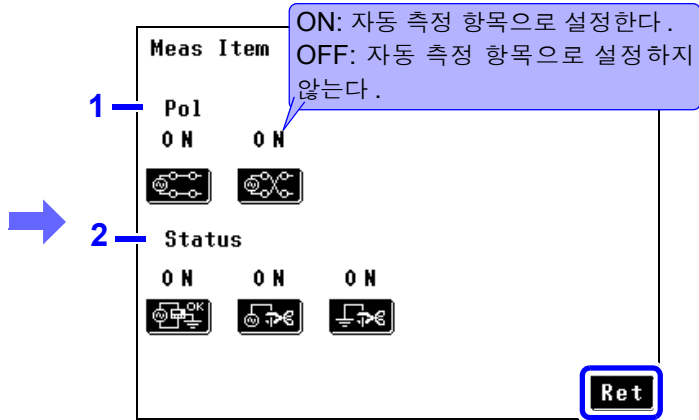 ON: 자동 측정 항목으로 설정한다 .
OFF: 자동 측정 항목으로 설정하지
않는다 .
Meas Item
1
Pol
ON ON
2
Status
ON ON ON
OK
Ret